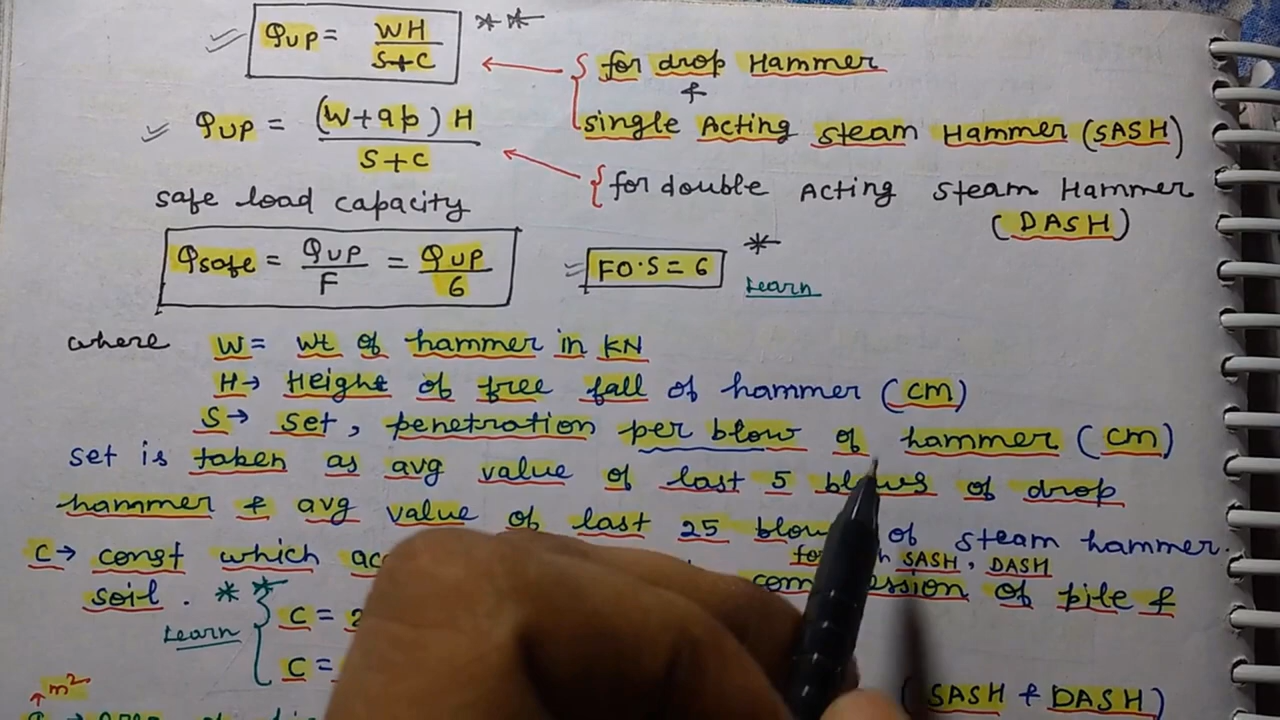 QUP = WH / S+C **
{ for drop Hammer
&
single Acting steam Hammer (SASH)
QUP = (W+ap) H / S+C
{ for double Acting steam Hammer
(DASH)
safe load capacity
Qsafe = QUP / F = QUP / 6
FO.S = 6 *
Learn
where W = wt of hammer in KN
H→ Height of free fall of hammer (cm)
S→ set, penetration per blow of hammer (cm)
set is taken as avg value of last 5 blows of drop
hammer & avg value of last 25 blow of steam hammer.
for SASH, DASH
C→ const which of pile &
soil. **
Learn { C =
C =
(SASH & DASH)
m²